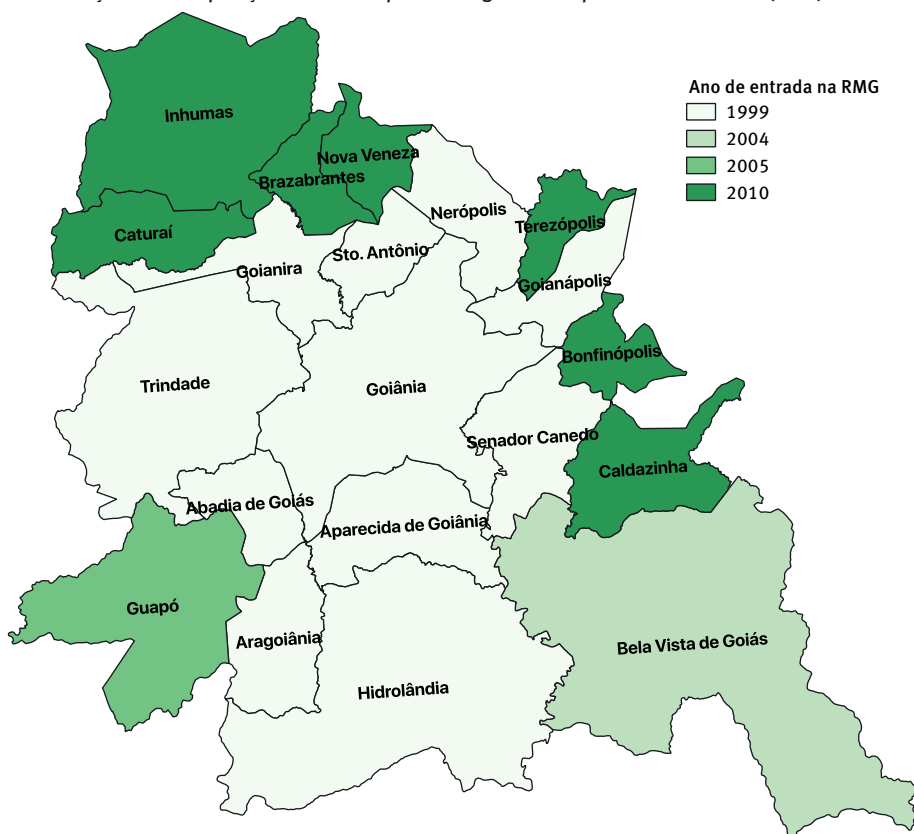 Ano de entrada na RMG
1999
2004
2005
2010
Inhumas
Nova Veneza
Brazabrantes
Nerópolis
Terezópolis
Caturaí
Sto. Antônio
Goianira
Goianápolis
Bonfinópolis
Trindade
Goiânia
Senador Canedo
Caldazinha
Abadia de Goiás
Aparecida de Goiânia
Guapó
Aragoiânia
Bela Vista de Goiás
Hidrolândia